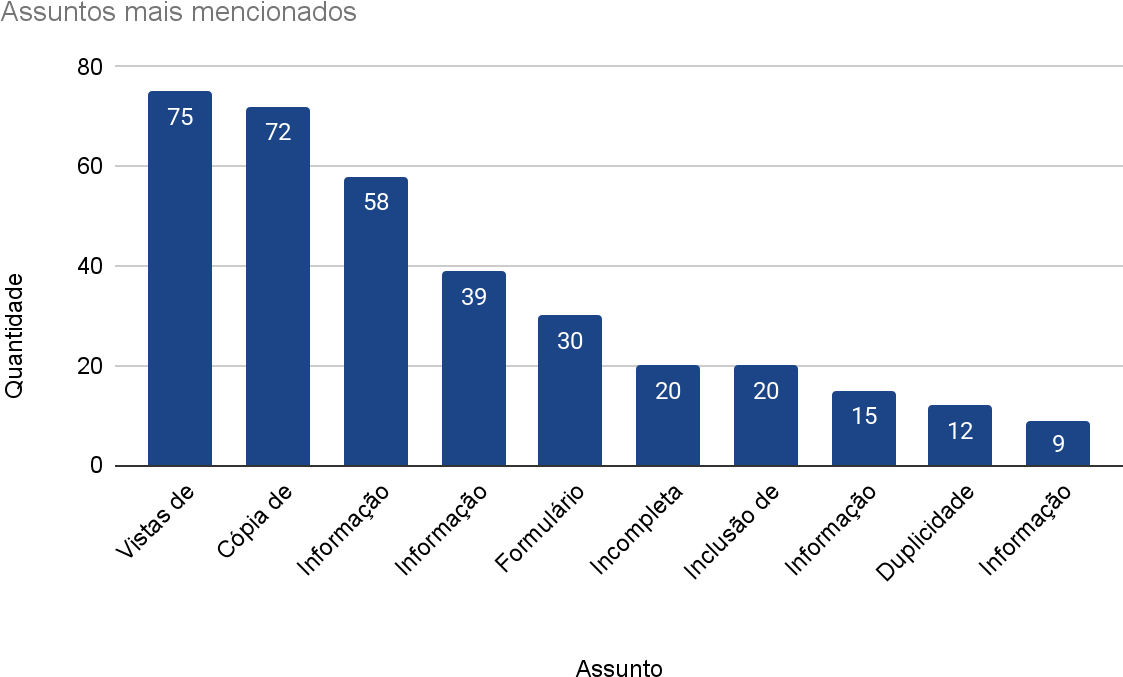 Assuntos mais mencionados
Quantidade
80
60
40
20
0
75
72
58
39
30
20
20
15
12
9
Vistas de
Cópia de
Informação
Informação
Formulário
Incompleta
Inclusão de
Informação
Duplicidade
Informação
Assunto